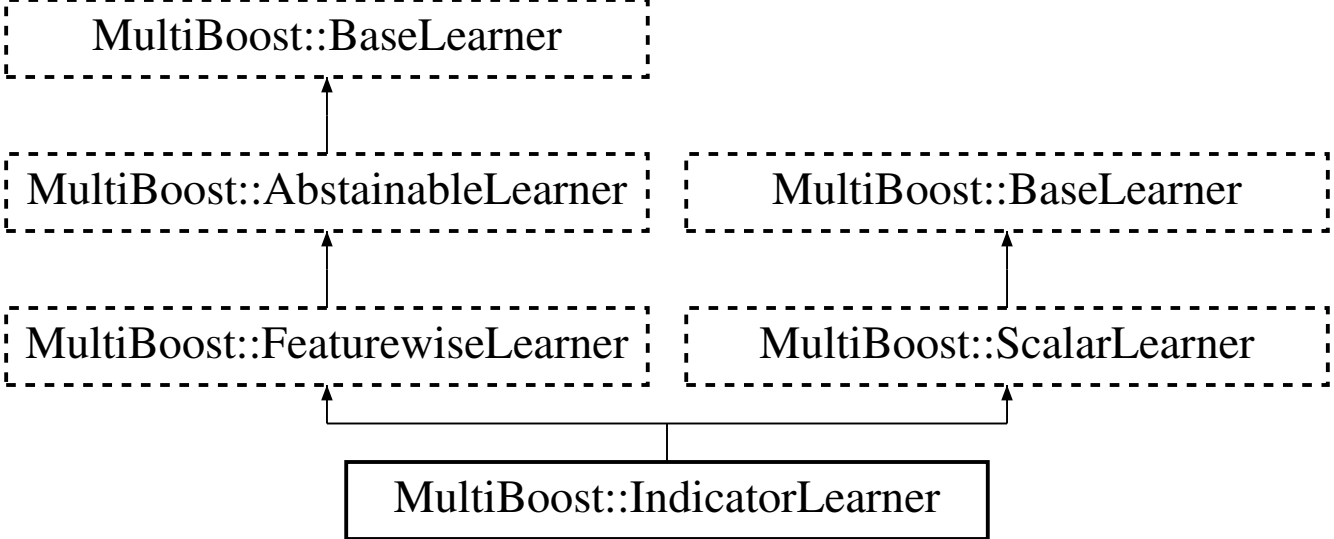 MultiBoost::BaseLearner
MultiBoost::AbstainableLearner
MultiBoost::BaseLearner
MultiBoost::FeaturewiseLearner
MultiBoost::ScalarLearner
MultiBoost::IndicatorLearner